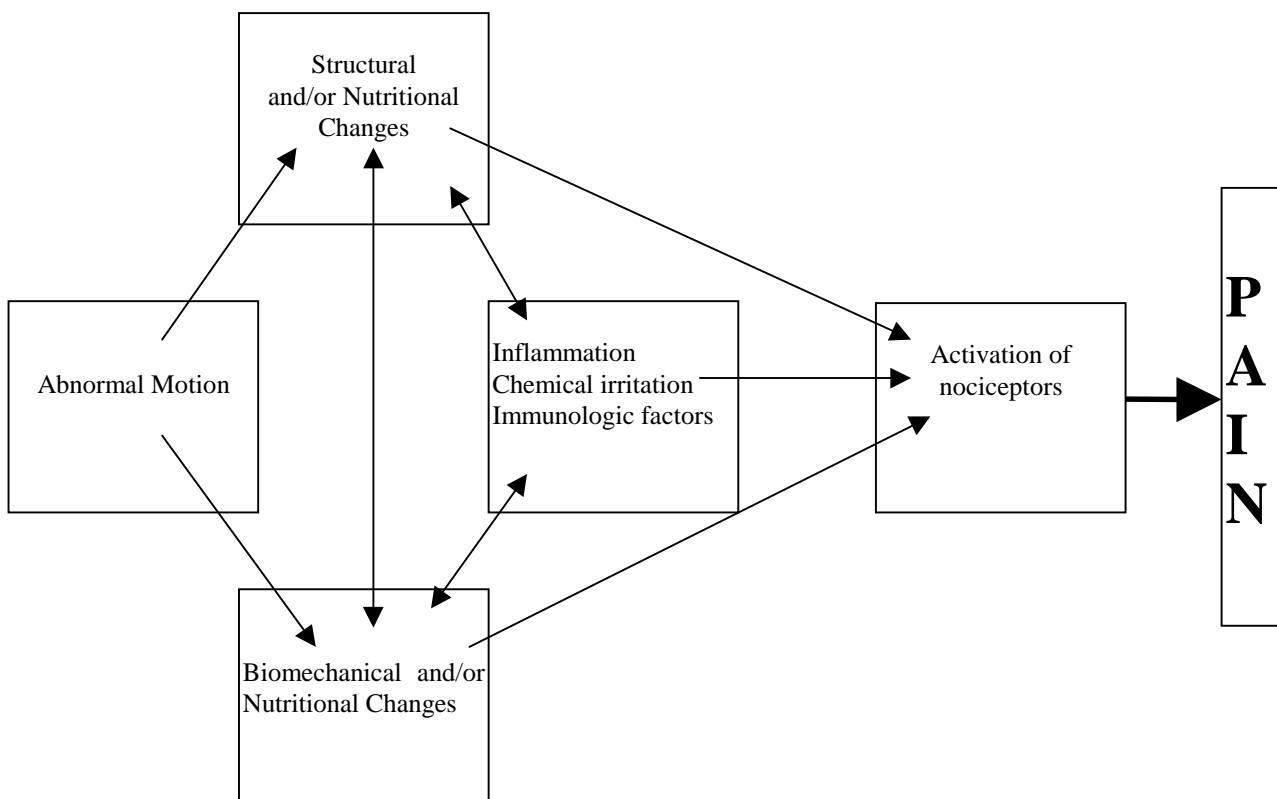 Structural
and/or Nutritional
Changes
Abnormal Motion
Inflammation
Chemical irritation
Immunologic factors
Activation of
nociceptors
P
A
I
N
Biomechanical and/or
Nutritional Changes